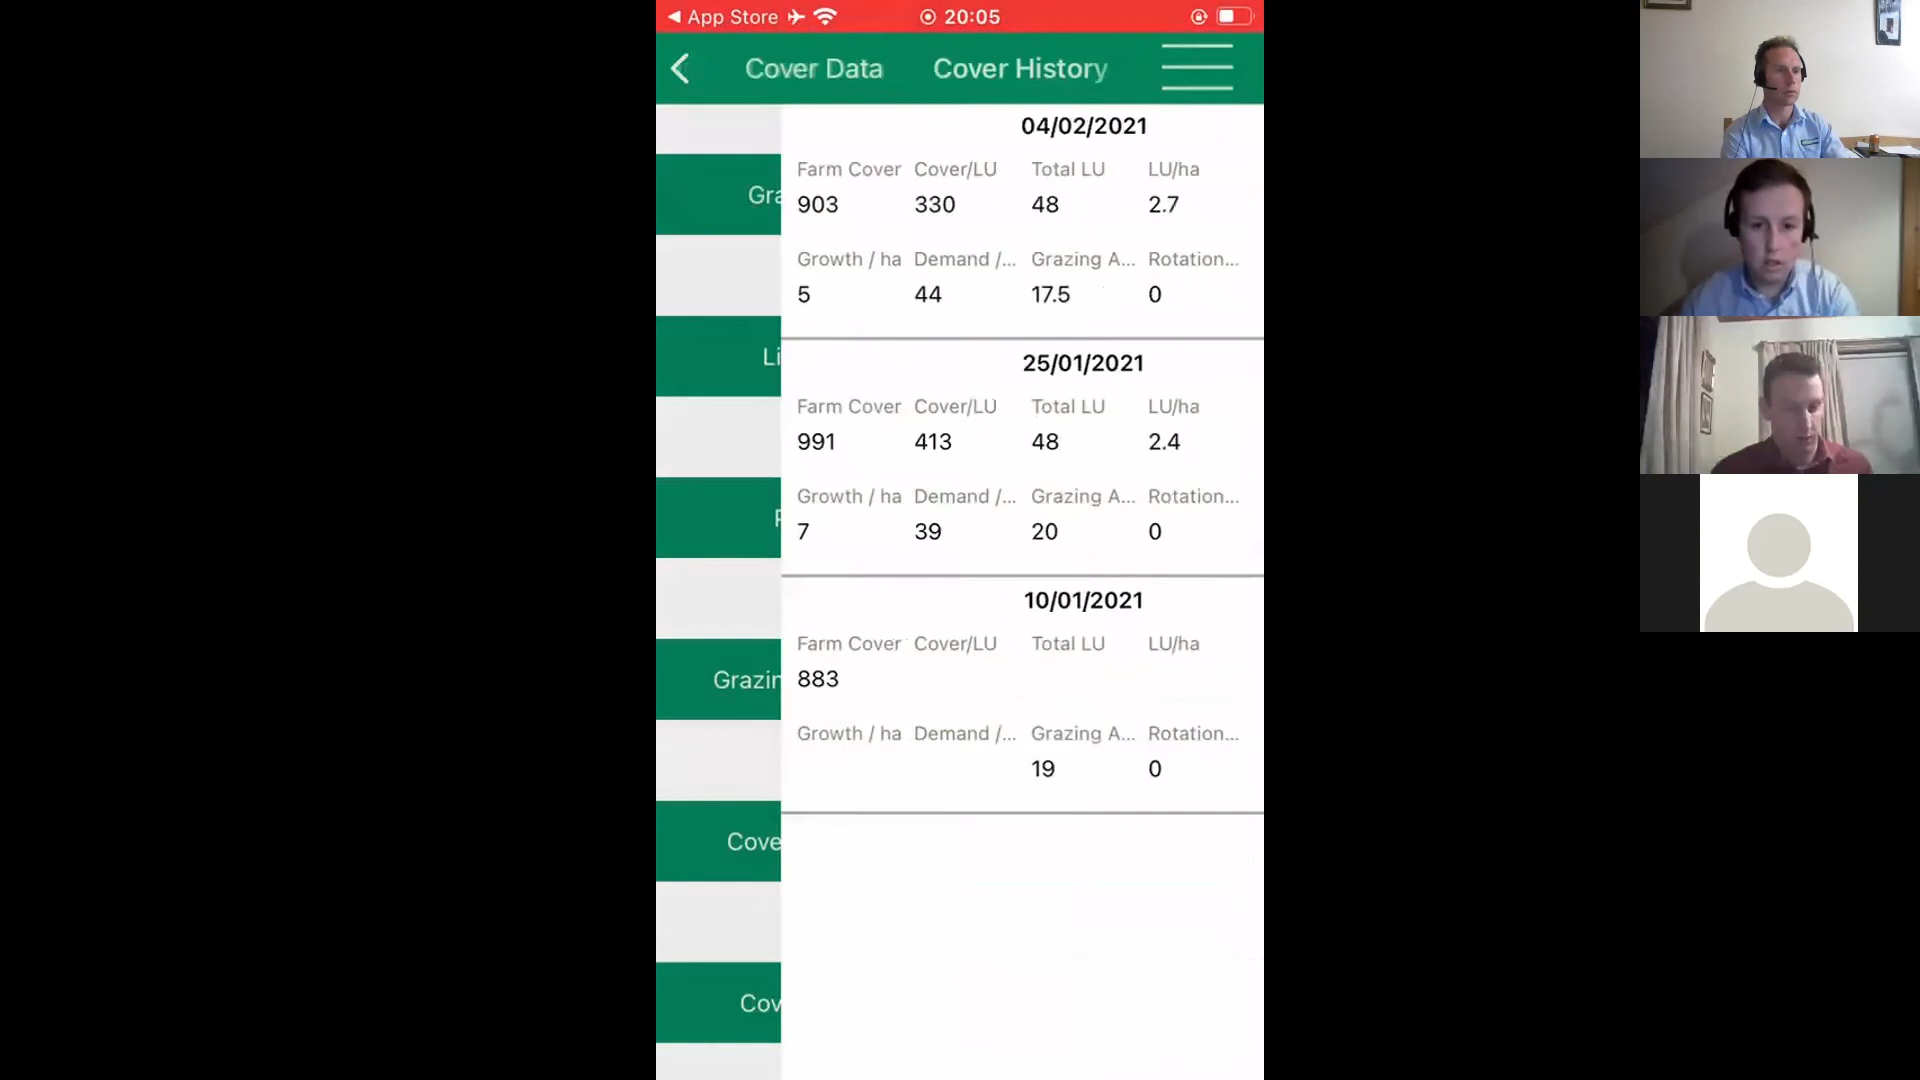 App Store 20:05
Cover Data Cover History
04/02/2021
Farm Cover Cover/LU Total LU LU/ha
903 330 48 2.7
Gra
Growth / ha Demand /... Grazing A... Rotation...
5 44 17.5 0
25/01/2021
Li
Farm Cover Cover/LU Total LU LU/ha
991 413 48 2.4
Growth / ha Demand /... Grazing A... Rotation...
7 39 20 0
10/01/2021
Farm Cover Cover/LU Total LU LU/ha
883
Grazin
Growth / ha Demand /... Grazing A... Rotation...
19 0
Cove
Cov